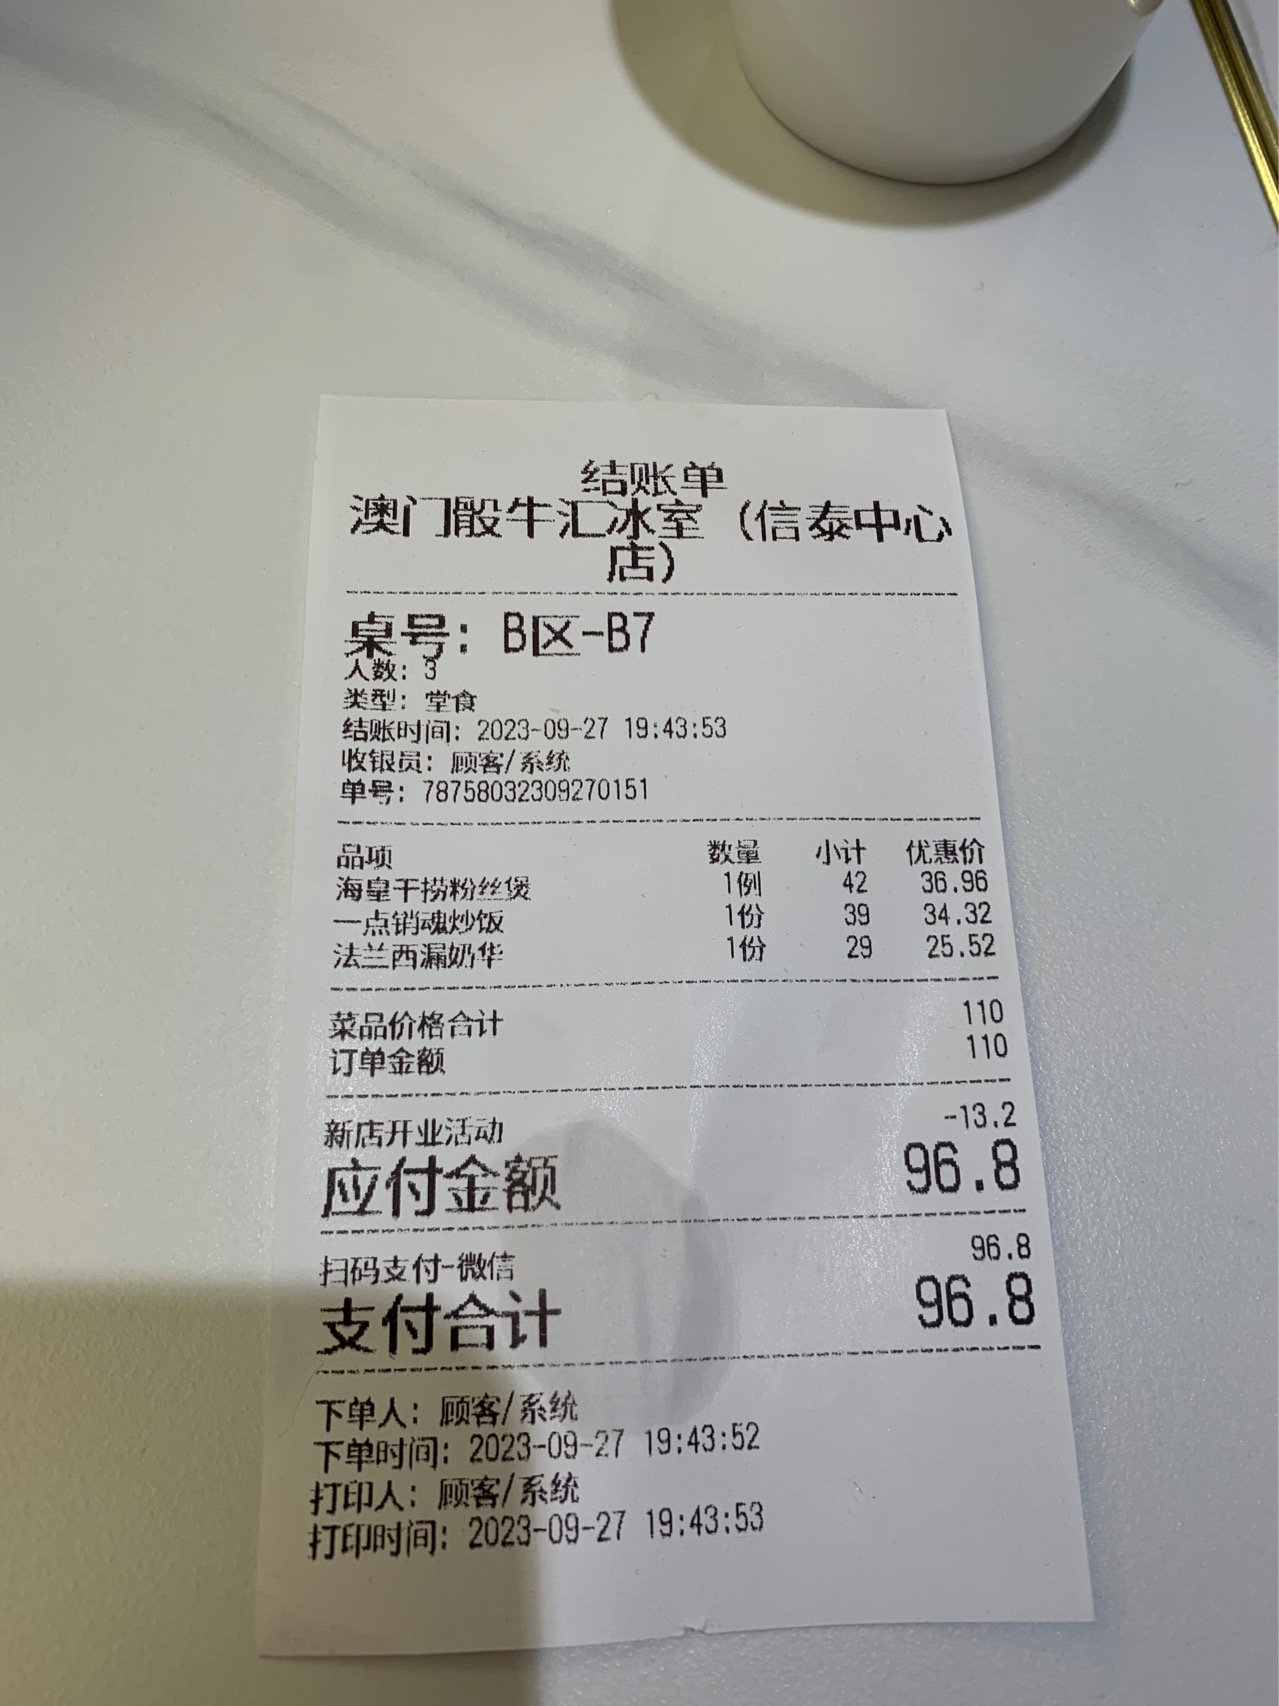 结账单
澳门骰牛汇冰室（信泰中心
店）
桌号：B区-B7
人数：3
类型：堂食
结账时间：2023-09-27 19:43:53
收银员：顾客/系统
单号：787580323092701​51
品项 数量 小计 优惠价
海皇干捞粉丝煲 1例 42 36.96
一点销魂炒饭 1份 39 34.32
法兰西漏奶华 1份 29 25.52
菜品价格合计 110
订单金额 110
新店开业活动 -13.2
应付金额 96.8
扫码支付-微信 96.8
支付合计 96.8
下单人：顾客/系统
下单时间：2023-09-27 19:43:52
打印人：顾客/系统
打印时间：2023-09-27 19:43:53